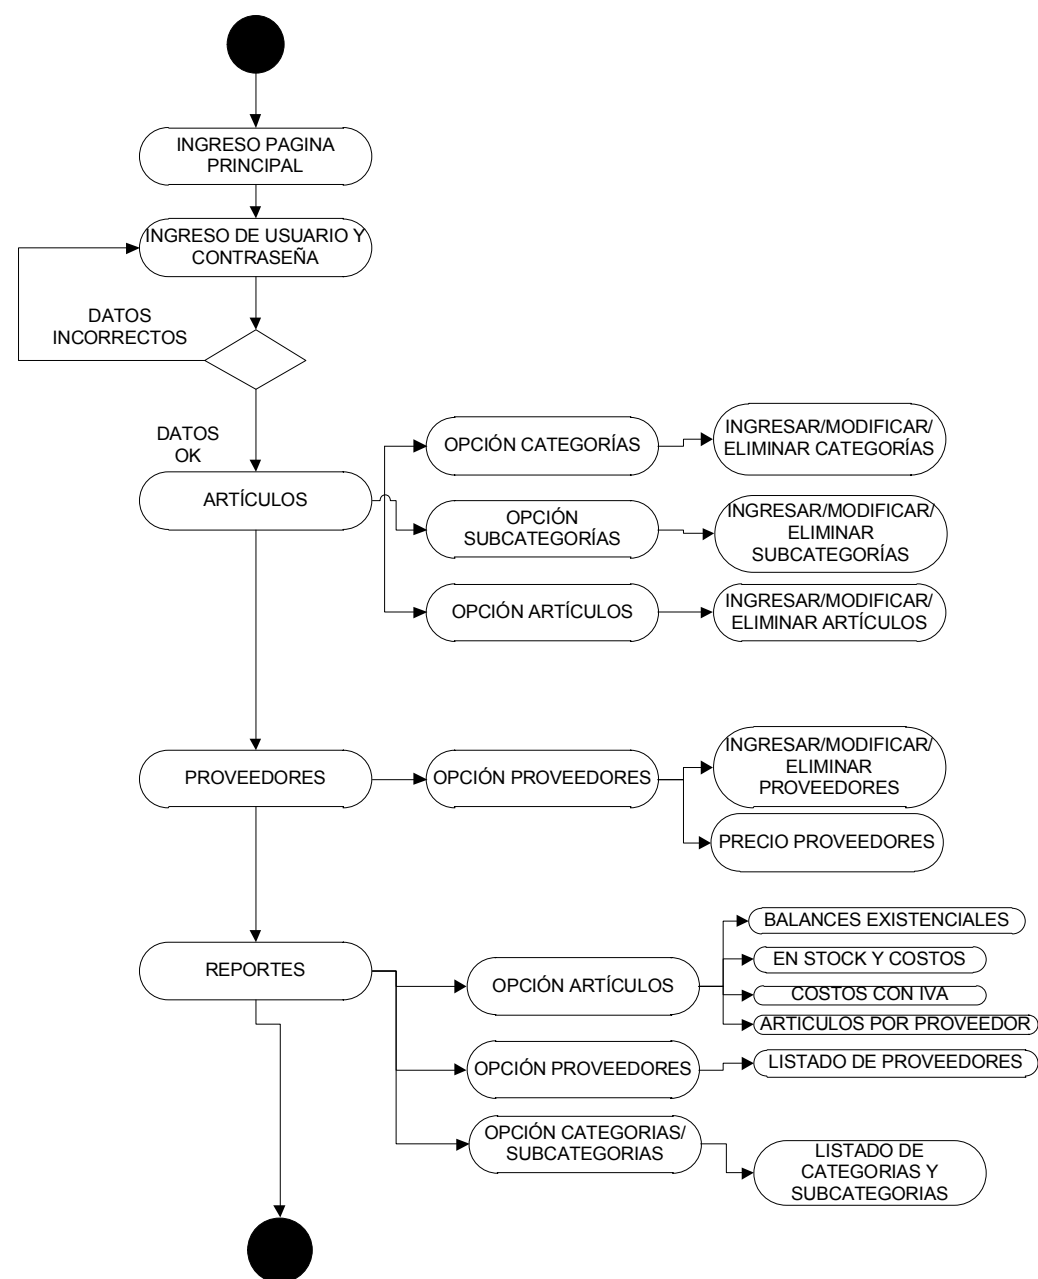 INGRESO PAGINA
PRINCIPAL
INGRESO DE USUARIO Y
CONTRASEÑA
DATOS
INCORRECTOS
DATOS
OK
ARTÍCULOS
OPCIÓN CATEGORÍAS
INGRESAR/MODIFICAR/
ELIMINAR CATEGORÍAS
OPCIÓN
SUBCATEGORÍAS
INGRESAR/MODIFICAR/
ELIMINAR
SUBCATEGORÍAS
OPCIÓN ARTÍCULOS
INGRESAR/MODIFICAR/
ELIMINAR ARTÍCULOS
PROVEEDORES
OPCIÓN PROVEEDORES
INGRESAR/MODIFICAR/
ELIMINAR
PROVEEDORES
PRECIO PROVEEDORES
REPORTES
OPCIÓN ARTÍCULOS
BALANCES EXISTENCIALES
EN STOCK Y COSTOS
COSTOS CON IVA
ARTICULOS POR PROVEEDOR
OPCIÓN PROVEEDORES
LISTADO DE PROVEEDORES
OPCIÓN CATEGORIAS/
SUBCATEGORIAS
LISTADO DE
CATEGORIAS Y
SUBCATEGORIAS